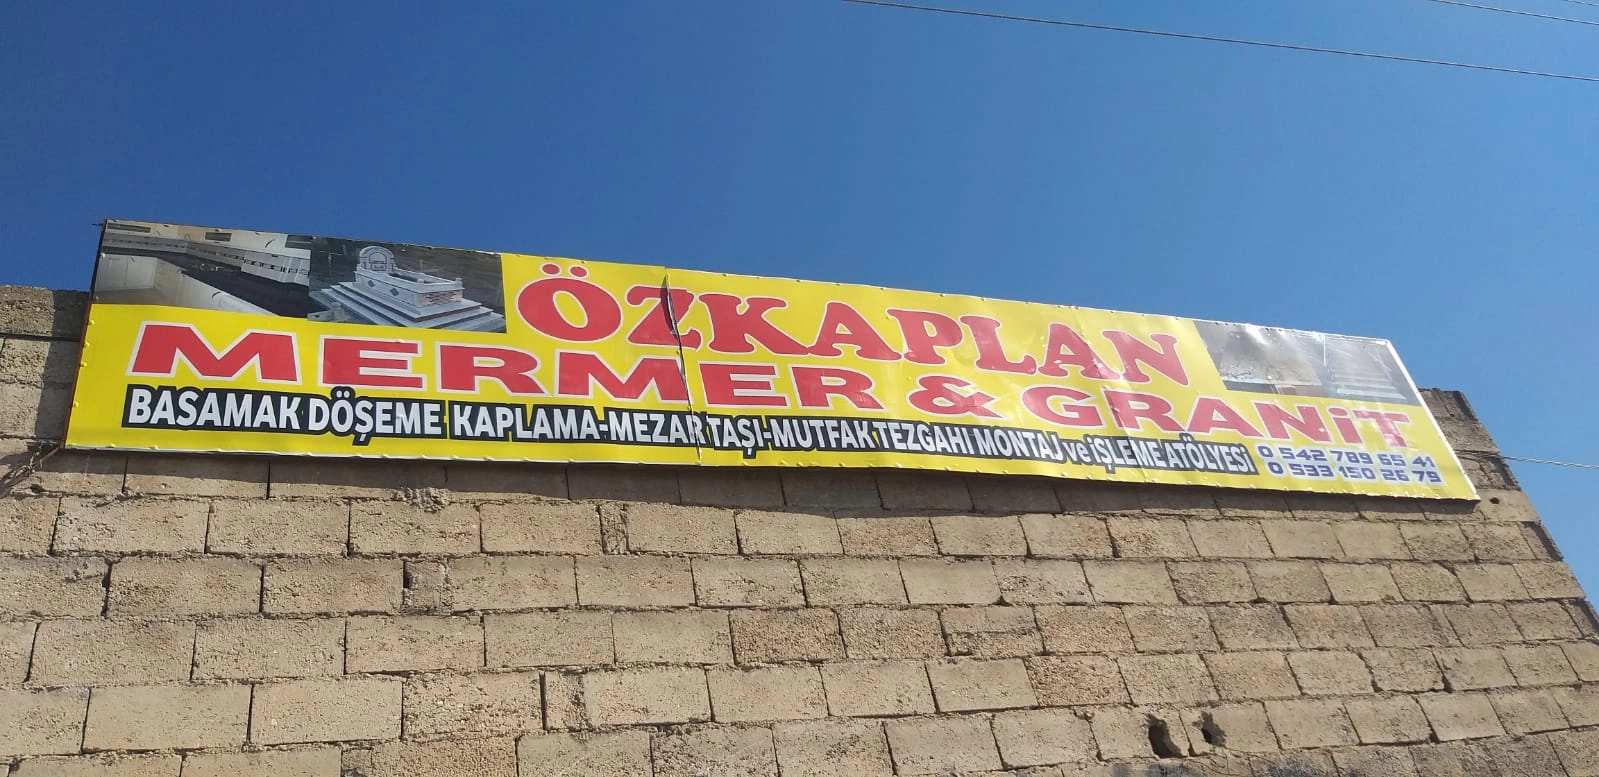 ÖZKAPLAN
MERMER & GRANiT
BASAMAK DÖŞEME KAPLAMA-MEZAR TAŞI-MUTFAK TEZGAHI MONTAJ ve iŞLEME ATÖLYESİ
0 542 789 65 41
0 533 150 26 79